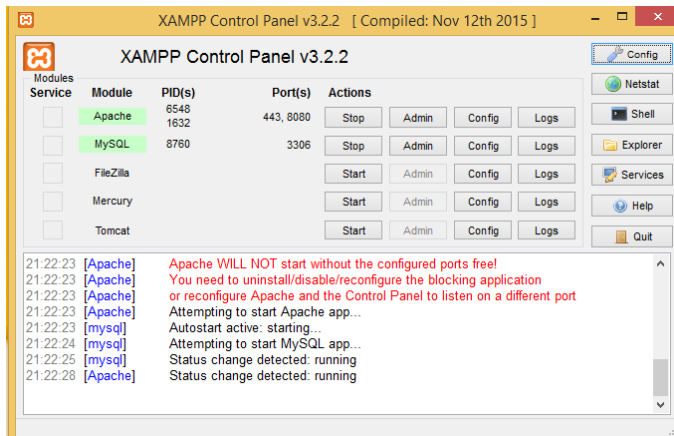 XAMPP Control Panel v3.2.2 [ Compiled: Nov 12th 2015 ]
XAMPP Control Panel v3.2.2
Config
Modules
Service Module PID(s) Port(s) Actions
Netstat
Apache 6548 1632 443, 8080 Stop Admin Config Logs
Shell
MySQL 8760 3306 Stop Admin Config Logs
Explorer
FileZilla Start Admin Config Logs
Services
Mercury Start Admin Config Logs
Help
Tomcat Start Admin Config Logs
Quit
21:22:23 [Apache] Apache WILL NOT start without the configured ports free!
21:22:23 [Apache] You need to uninstall/disable/reconfigure the blocking application
21:22:23 [Apache] or reconfigure Apache and the Control Panel to listen on a different port
21:22:23 [Apache] Attempting to start Apache app...
21:22:23 [mysql] Autostart active: starting...
21:22:24 [mysql] Attempting to start MySQL app...
21:22:25 [mysql] Status change detected: running
21:22:28 [Apache] Status change detected: running